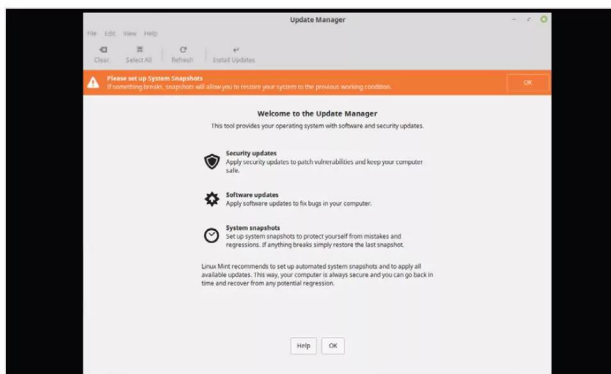 Update Manager
File Edit View Help
Clear Select All Refresh Install Updates
Please set up System Snapshots
If something breaks, snapshots will allow you to restore your system to the previous working condition.
OK
Welcome to the Update Manager
This tool provides your operating system with software and security updates.
Security updates
Apply security updates to patch vulnerabilities and keep your computer
safe.
Software updates
Apply software updates to fix bugs in your computer.
System snapshots
Set up system snapshots to protect yourself from mistakes and
regressions. If anything breaks simply restore the last snapshot.
Linux Mint recommends to set up automated system snapshots and to apply all
available updates. This way, your computer is always secure and you can go back in
time and recover from any potential regression.
Help OK